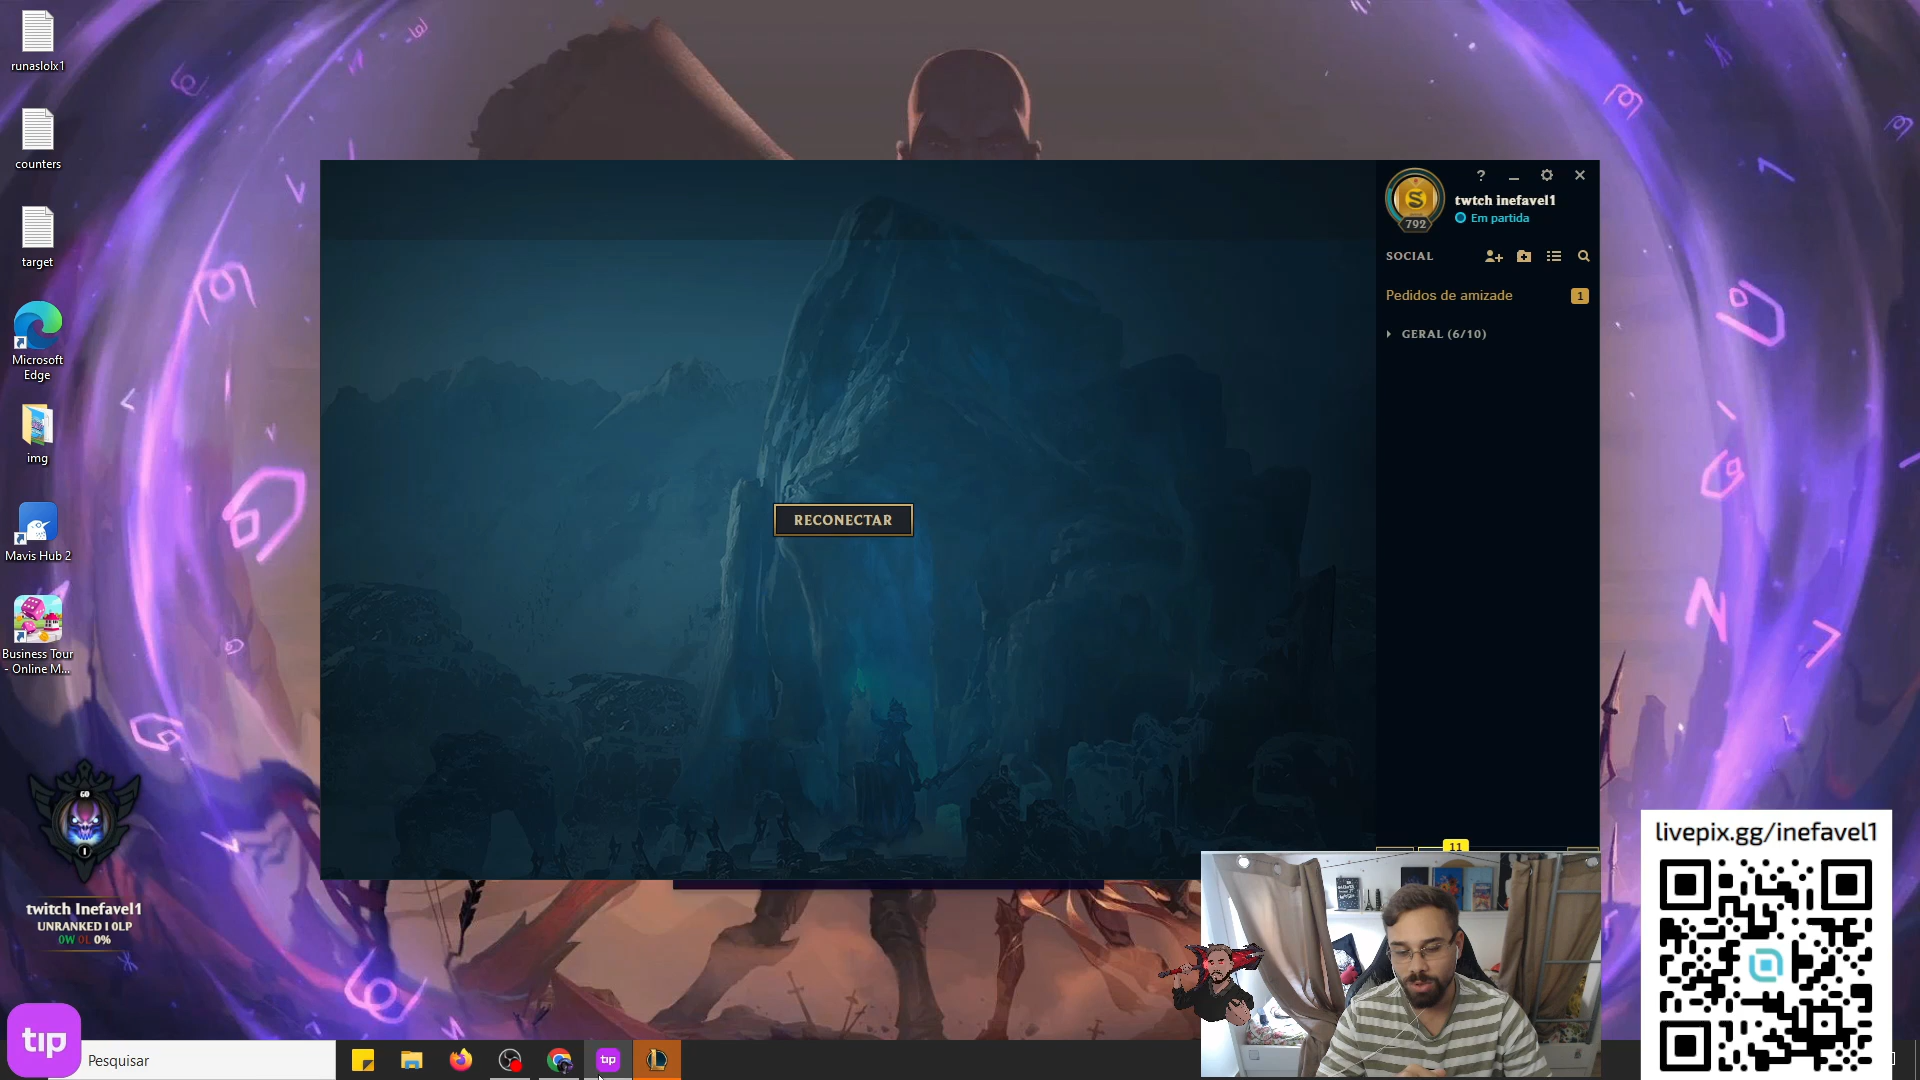 runaslolx1
counters
target
Microsoft
Edge
img
Mavis Hub 2
Business Tour
- Online M...
?
792
twtch inefavel1
Em partida
SOCIAL
Pedidos de amizade
1
GERAL (6/10)
RECONECTAR
11
GO
I
twitch Inefavel1
UNRANKED I 0LP
0W 0L 0%
livepix.gg/inefavel1
tip
Pesquisar
tip